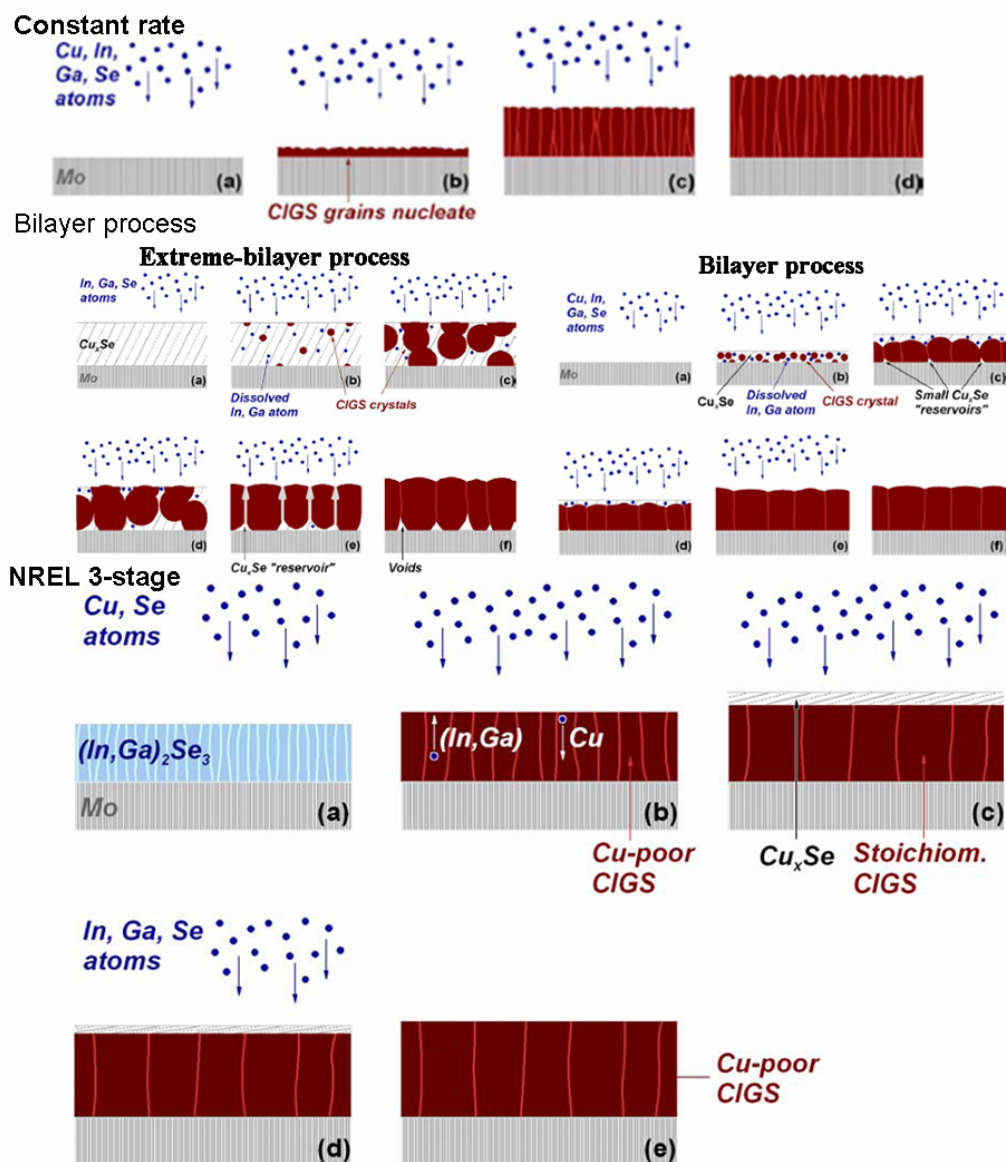 Constant rate
Cu, In,
Ga, Se
atoms
Mo
(a)
(b)
CIGS grains nucleate
(c)
(d)
Bilayer process
Extreme-bilayer process
In, Ga, Se
atoms
CuxSe
Mo
(a)
(b)
Dissolved
In, Ga atom
CIGS crystals
(c)
(d)
(e)
CuxSe "reservoir"
(f)
Voids
Bilayer process
Cu, In,
Ga, Se
atoms
Mo
(a)
(b)
CuxSe
Dissolved
In, Ga atom
CIGS crystal
(c)
Small CuxSe
"reservoirs"
(d)
(e)
(f)
NREL 3-stage
Cu, Se
atoms
(In,Ga)2Se3
Mo
(a)
(In,Ga)
Cu
(b)
Cu-poor
CIGS
(c)
CuxSe
Stoichiom.
CIGS
In, Ga, Se
atoms
(d)
(e)
Cu-poor
CIGS